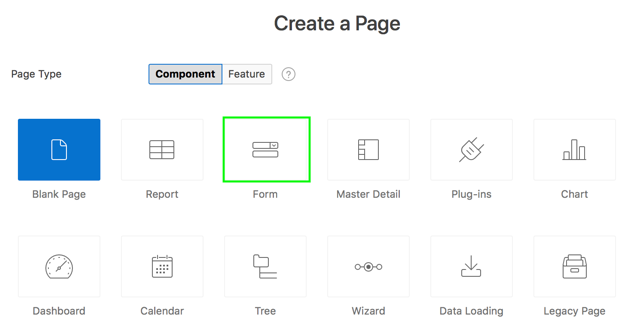 Create a Page
Page Type Component Feature ?
Blank Page Report Form Master Detail Plug-ins Chart
Dashboard Calendar Tree Wizard Data Loading Legacy Page